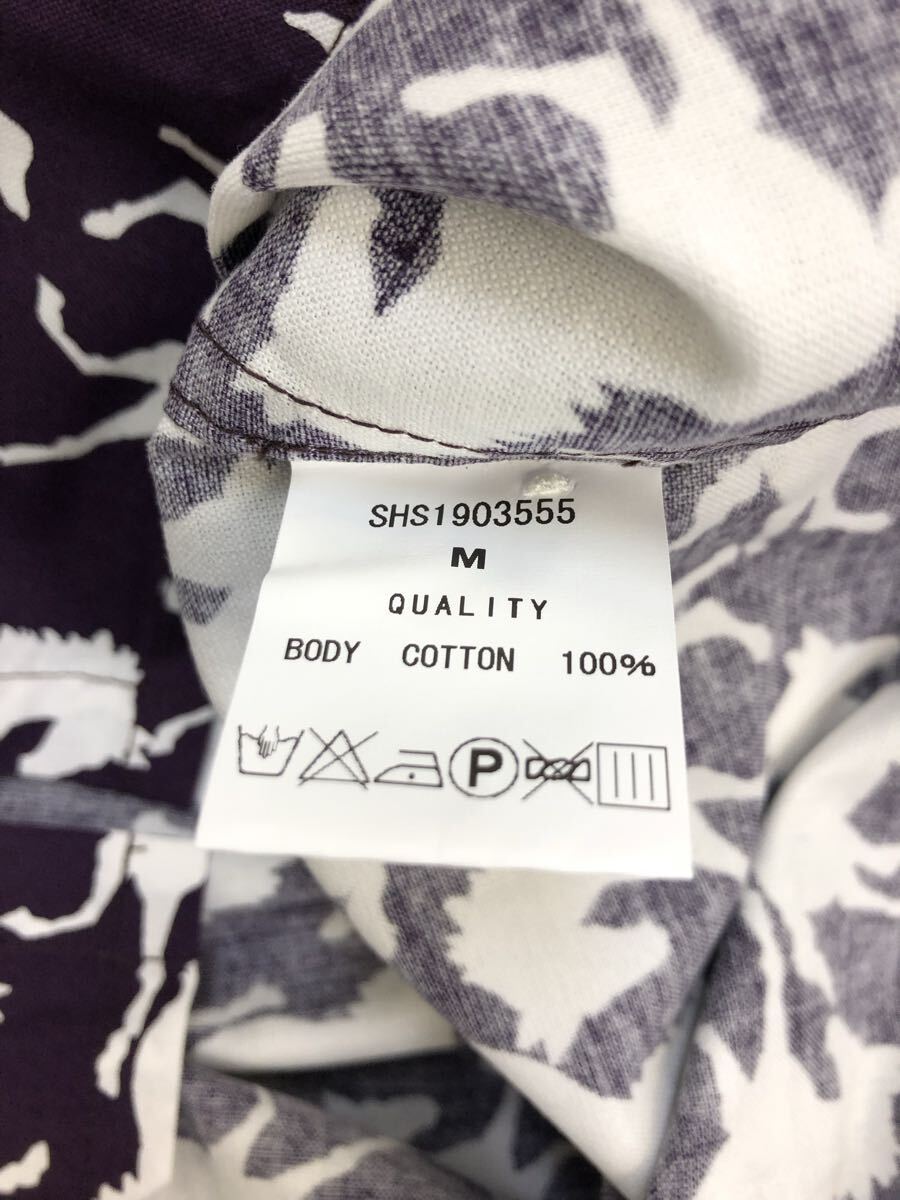 SHS1903555
M
QUALITY
BODY COTTON 100%
P